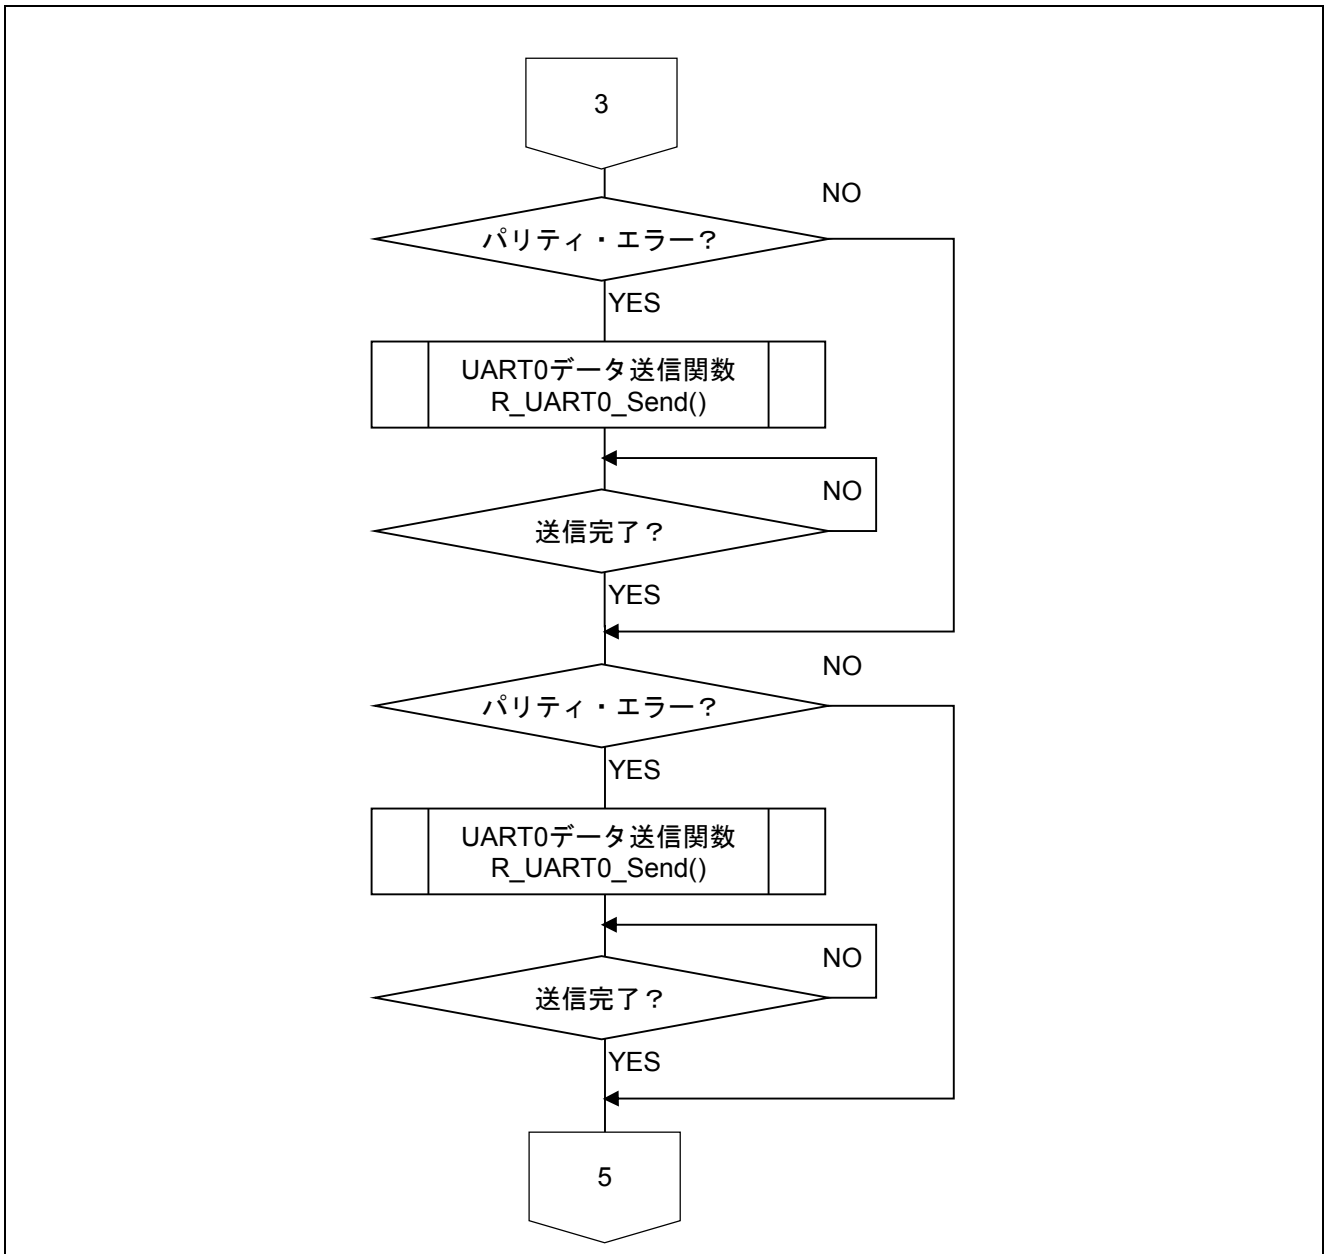 3
NO
パリティ・エラー？
YES
UART0データ送信関数
R_UART0_Send()
NO
送信完了？
YES
NO
パリティ・エラー？
YES
UART0データ送信関数
R_UART0_Send()
NO
送信完了？
YES
5